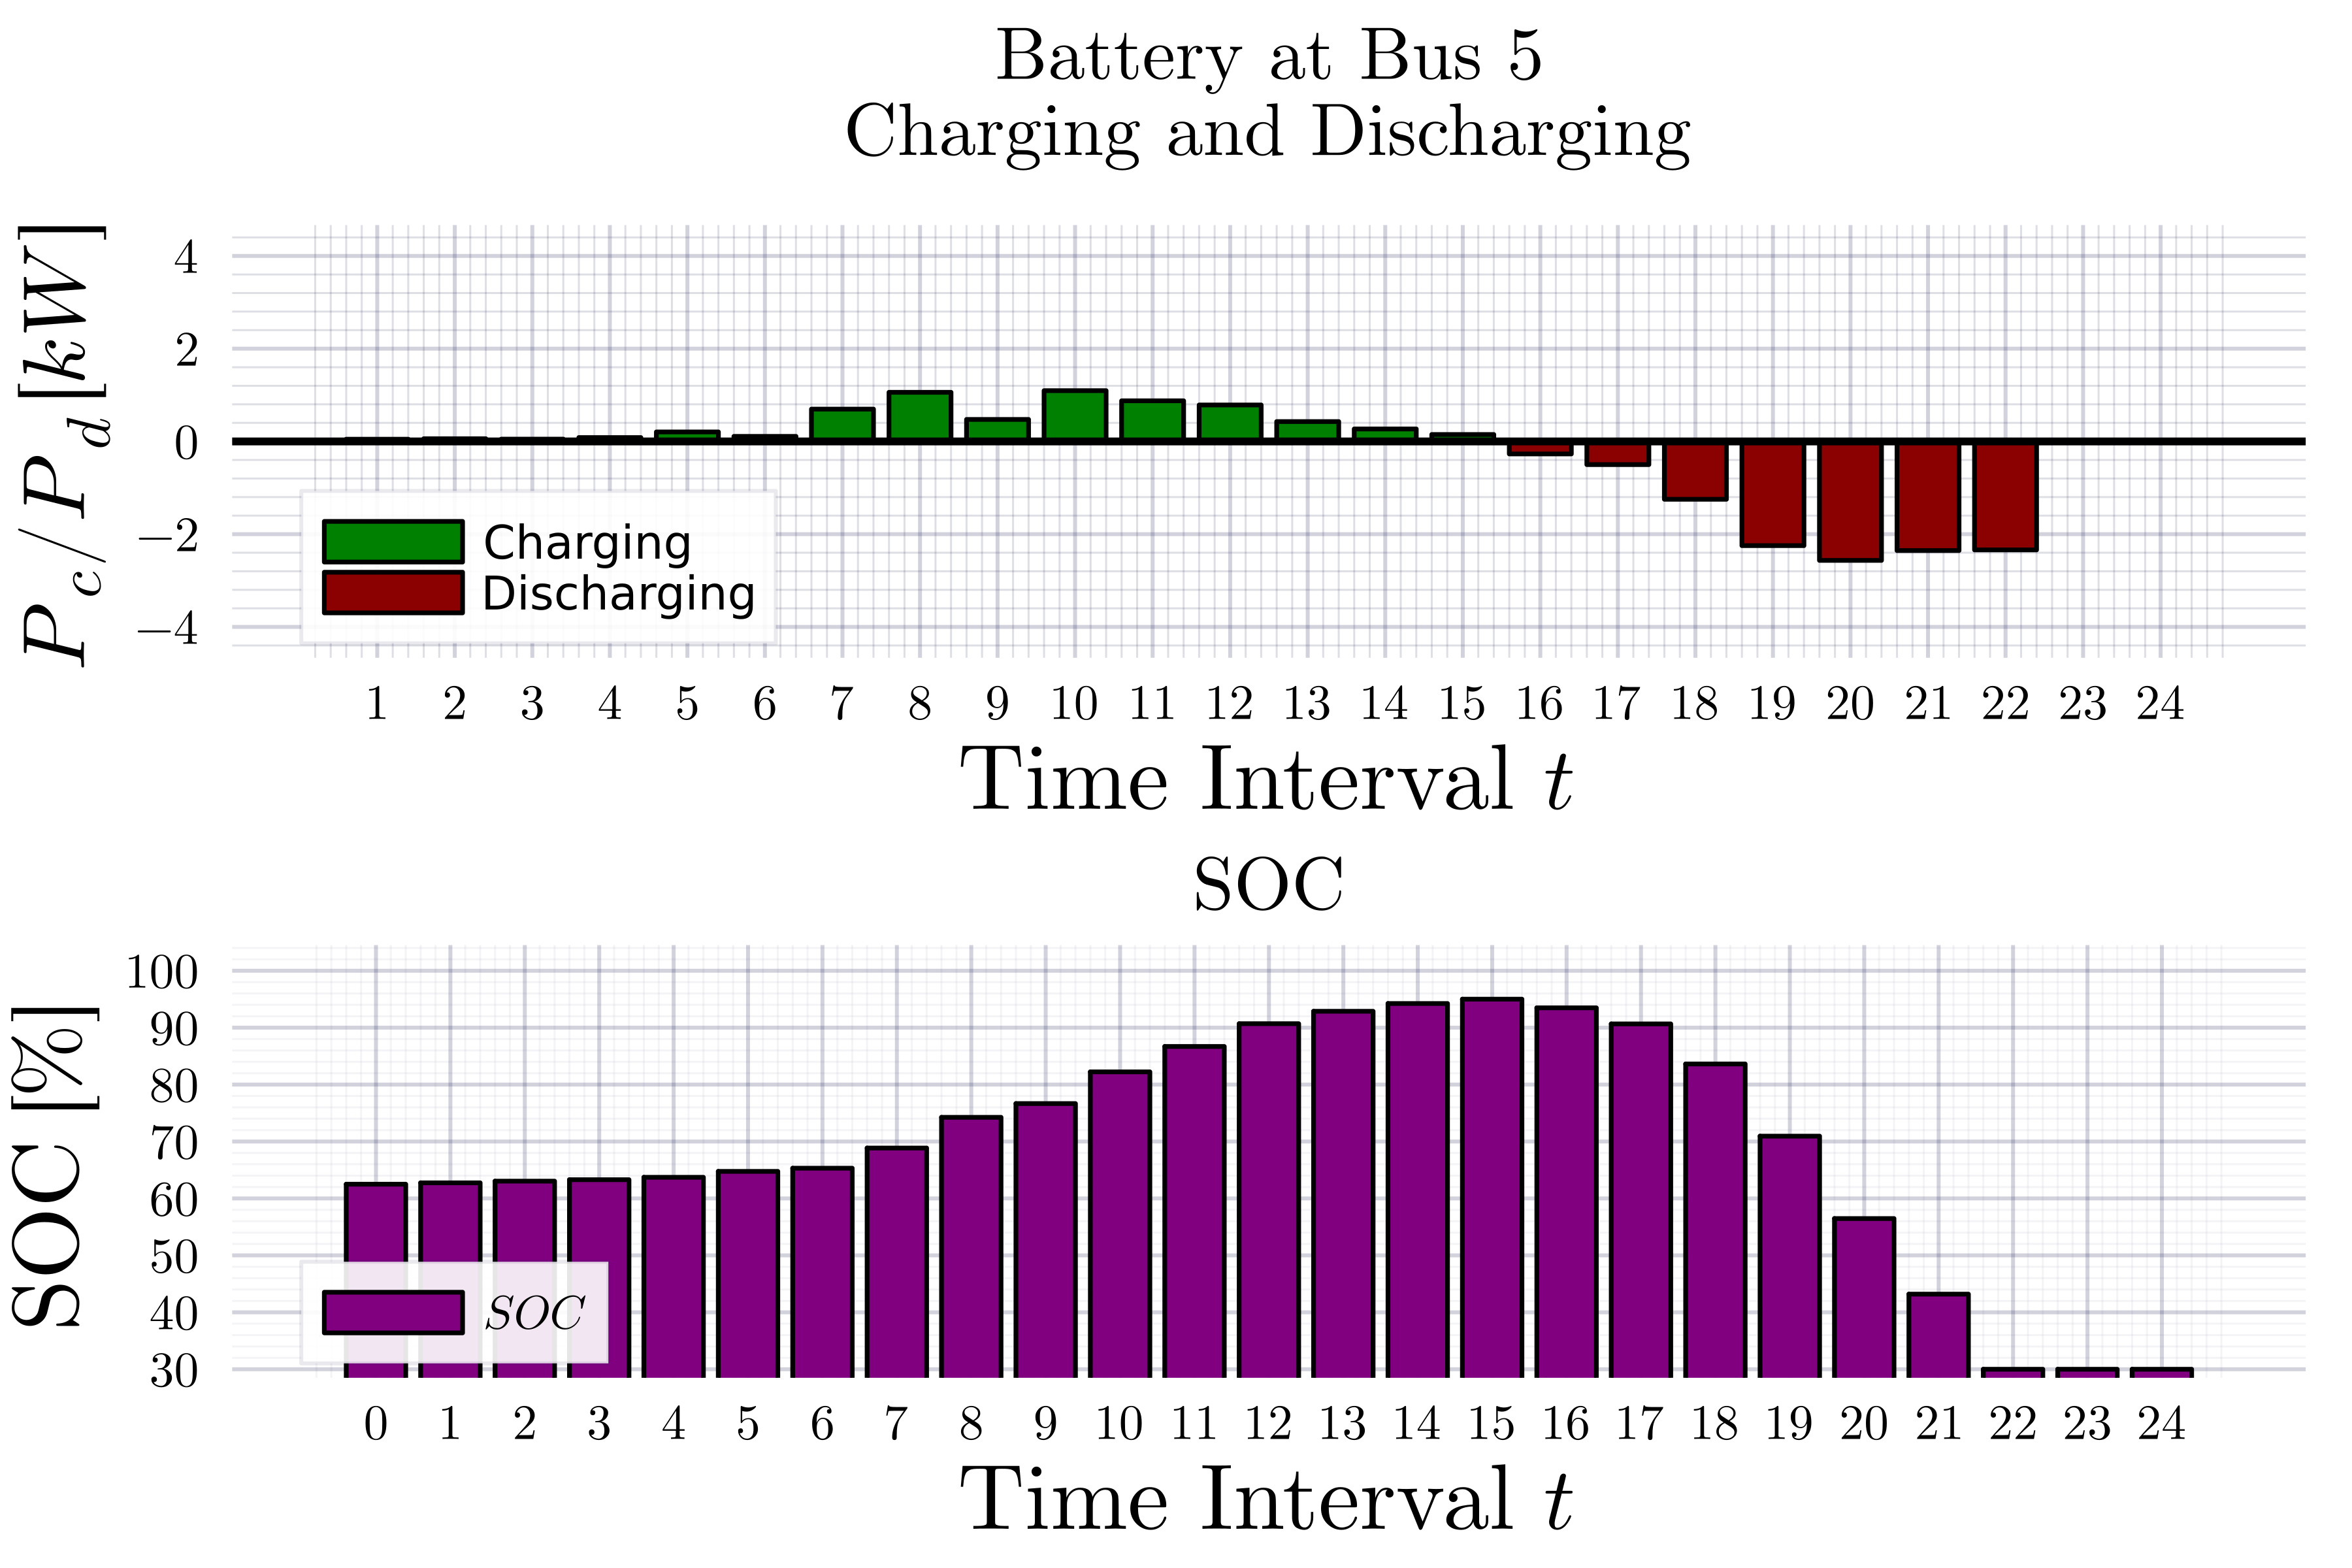 Battery at Bus 5
Charging and Discharging
P_c/P_d [kW]
4
2
0
−2
−4
Charging
Discharging
1 2 3 4 5 6 7 8 9 10 11 12 13 14 15 16 17 18 19 20 21 22 23 24
Time Interval t
SOC
SOC [%]
100
90
80
70
60
50
40
30
SOC
0 1 2 3 4 5 6 7 8 9 10 11 12 13 14 15 16 17 18 19 20 21 22 23 24
Time Interval t